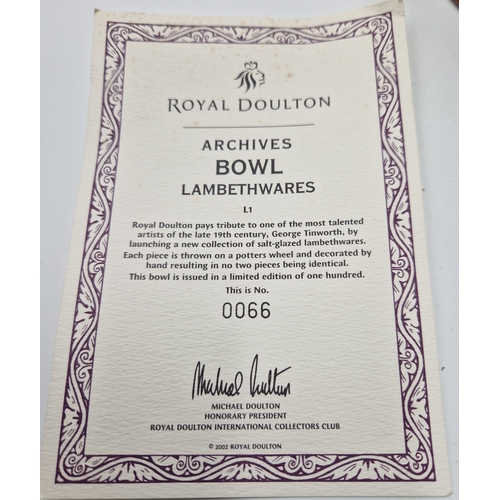 ROYAL DOULTON
ARCHIVES
BOWL
LAMBETHWARES
L1
Royal Doulton pays tribute to one of the most talented
artists of the late 19th century, George Tinworth, by
launching a new collection of salt-glazed lambethwares.
Each piece is thrown on a potters wheel and decorated by
hand resulting in no two pieces being identical.
This bowl is issued in a limited edition of one hundred.
This is No.
0066
Michael Doulton
MICHAEL DOULTON
HONORARY PRESIDENT
ROYAL DOULTON INTERNATIONAL COLLECTORS CLUB
© 2002 ROYAL DOULTON